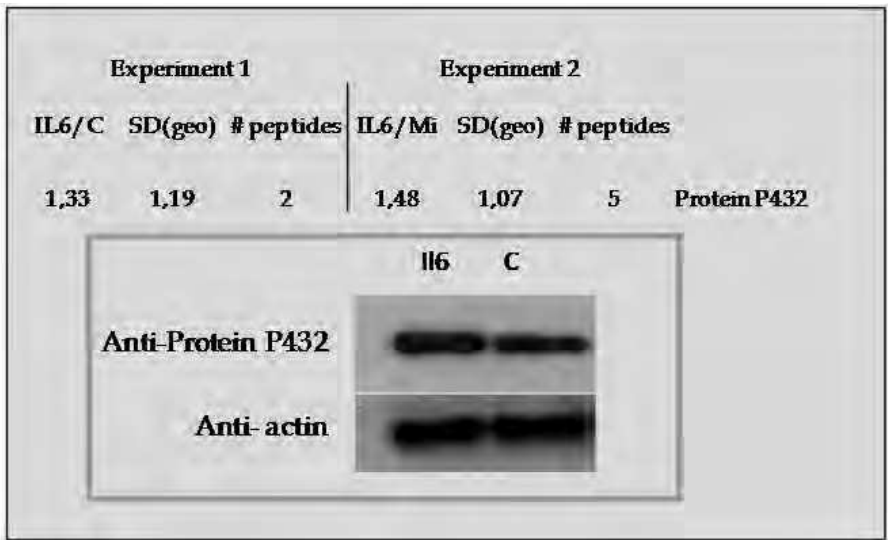 Experiment 1 Experiment 2
IL6/C SD(geo) # peptides IL6/Mi SD(geo) # peptides
1,33 1,19 2 1,48 1,07 5 Protein P432
Il6 C
Anti-Protein P432
Anti- actin